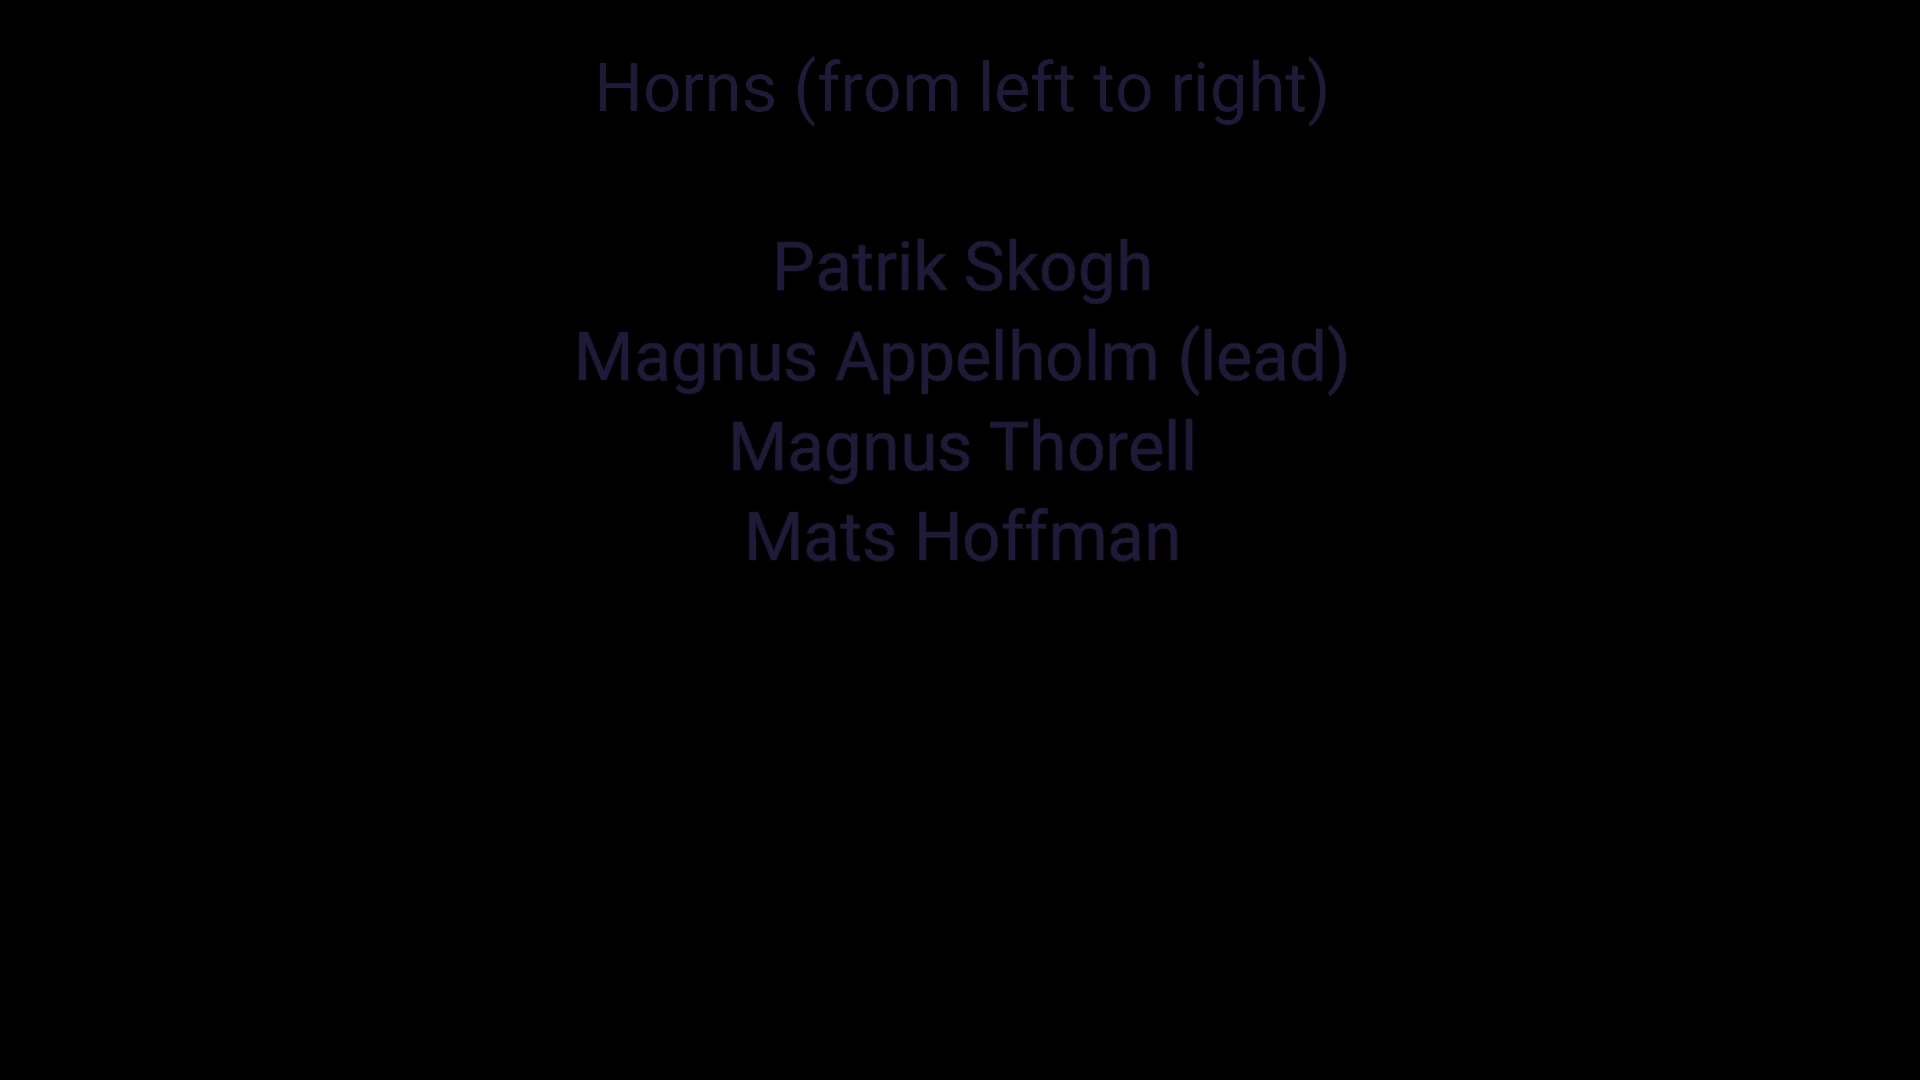 Horns (from left to right)
Patrik Skogh
Magnus Appelholm (lead)
Magnus Thorell
Mats Hoffman